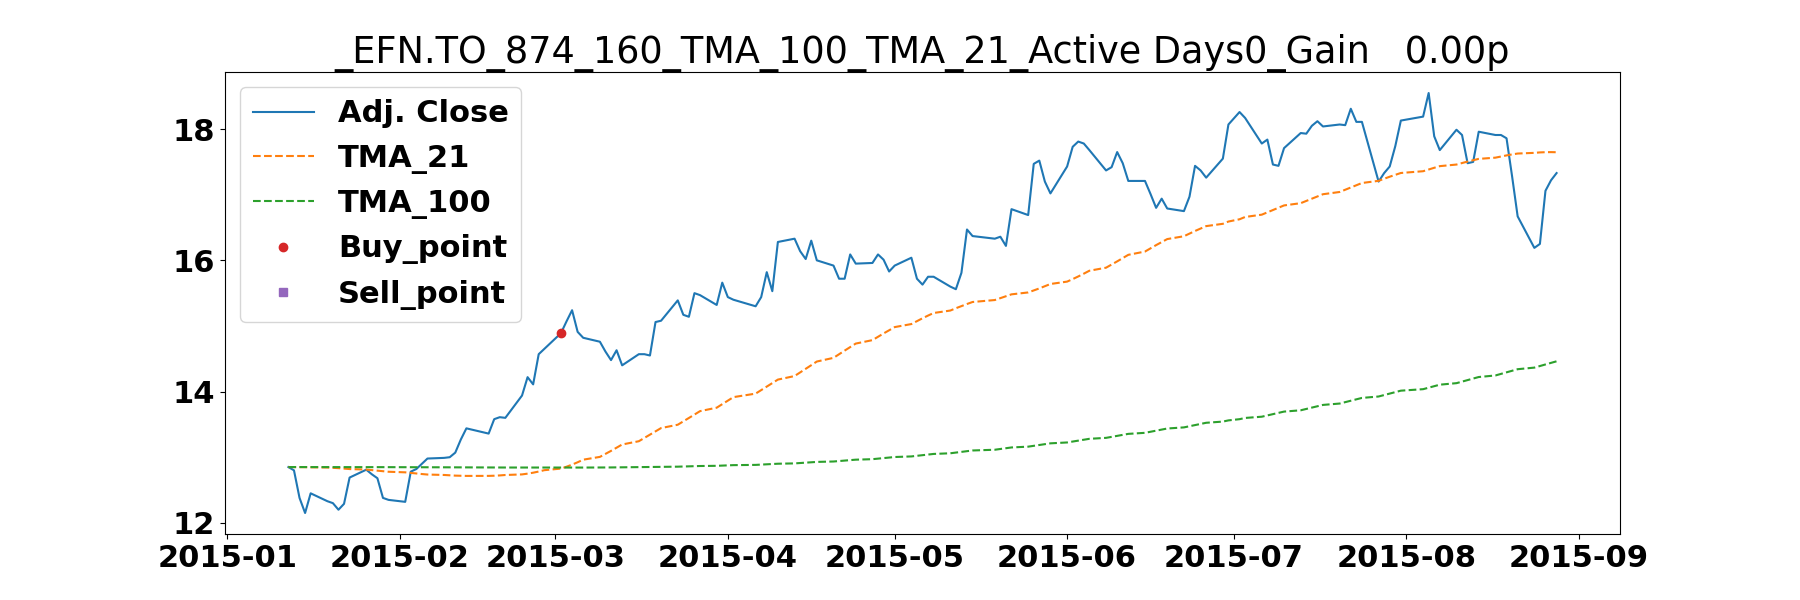 _EFN.TO_874_160_TMA_100_TMA_21_Active Days0_Gain   0.00p
Adj. Close
TMA_21
TMA_100
Buy_point
Sell_point
18
16
14
12
2015-01 2015-02 2015-03 2015-04 2015-05 2015-06 2015-07 2015-08 2015-09